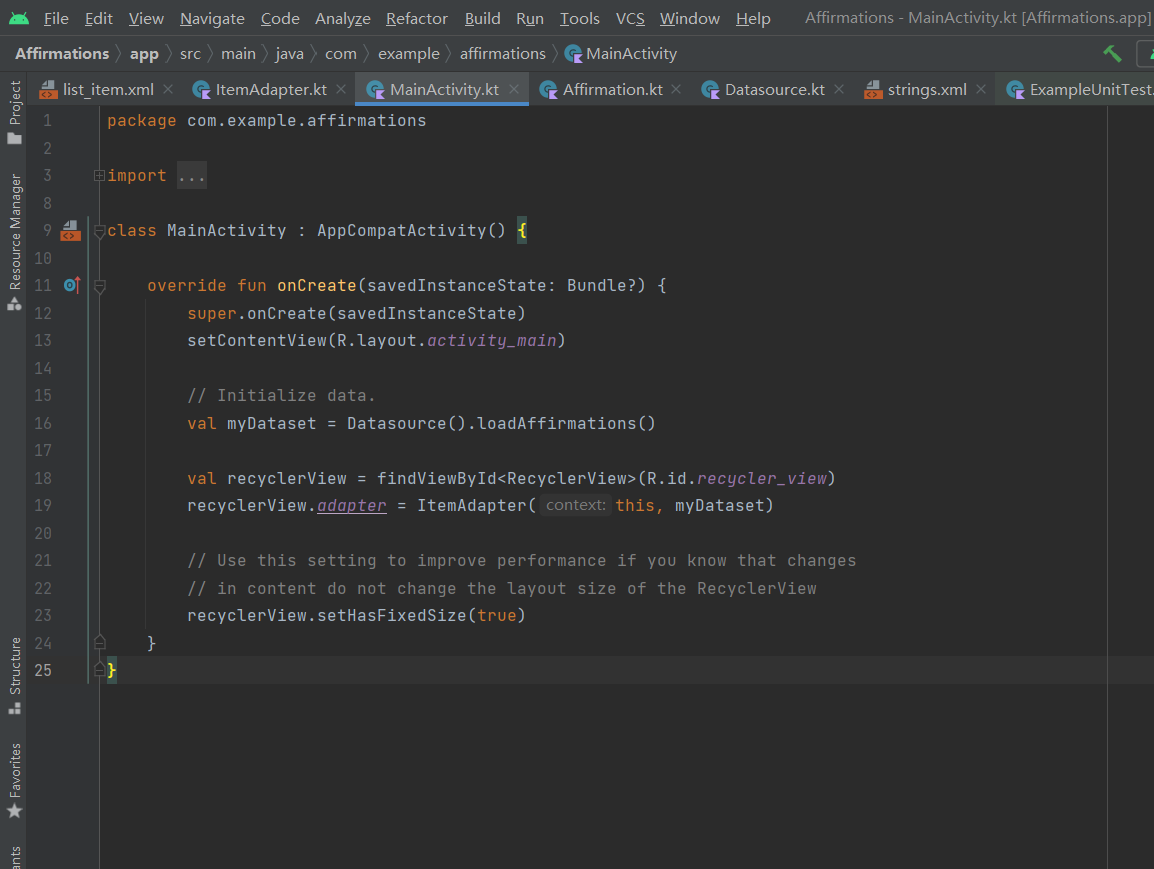 File Edit View Navigate Code Analyze Refactor Build Run Tools VCS Window Help Affirmations - MainActivity.kt [Affirmations.app]
Affirmations app src main java com example affirmations MainActivity
list_item.xml ItemAdapter.kt MainActivity.kt Affirmation.kt Datasource.kt strings.xml ExampleUnitTest.
Project
Resource Manager
Structure
Favorites
1 package com.example.affirmations
2
3 import ...
8
9 class MainActivity : AppCompatActivity() {
10
11 override fun onCreate(savedInstanceState: Bundle?) {
12 super.onCreate(savedInstanceState)
13 setContentView(R.layout.activity_main)
14
15 // Initialize data.
16 val myDataset = Datasource().loadAffirmations()
17
18 val recyclerView = findViewById<RecyclerView>(R.id.recycler_view)
19 recyclerView.adapter = ItemAdapter( context: this, myDataset)
20
21 // Use this setting to improve performance if you know that changes
22 // in content do not change the layout size of the RecyclerView
23 recyclerView.setHasFixedSize(true)
24 }
25 }